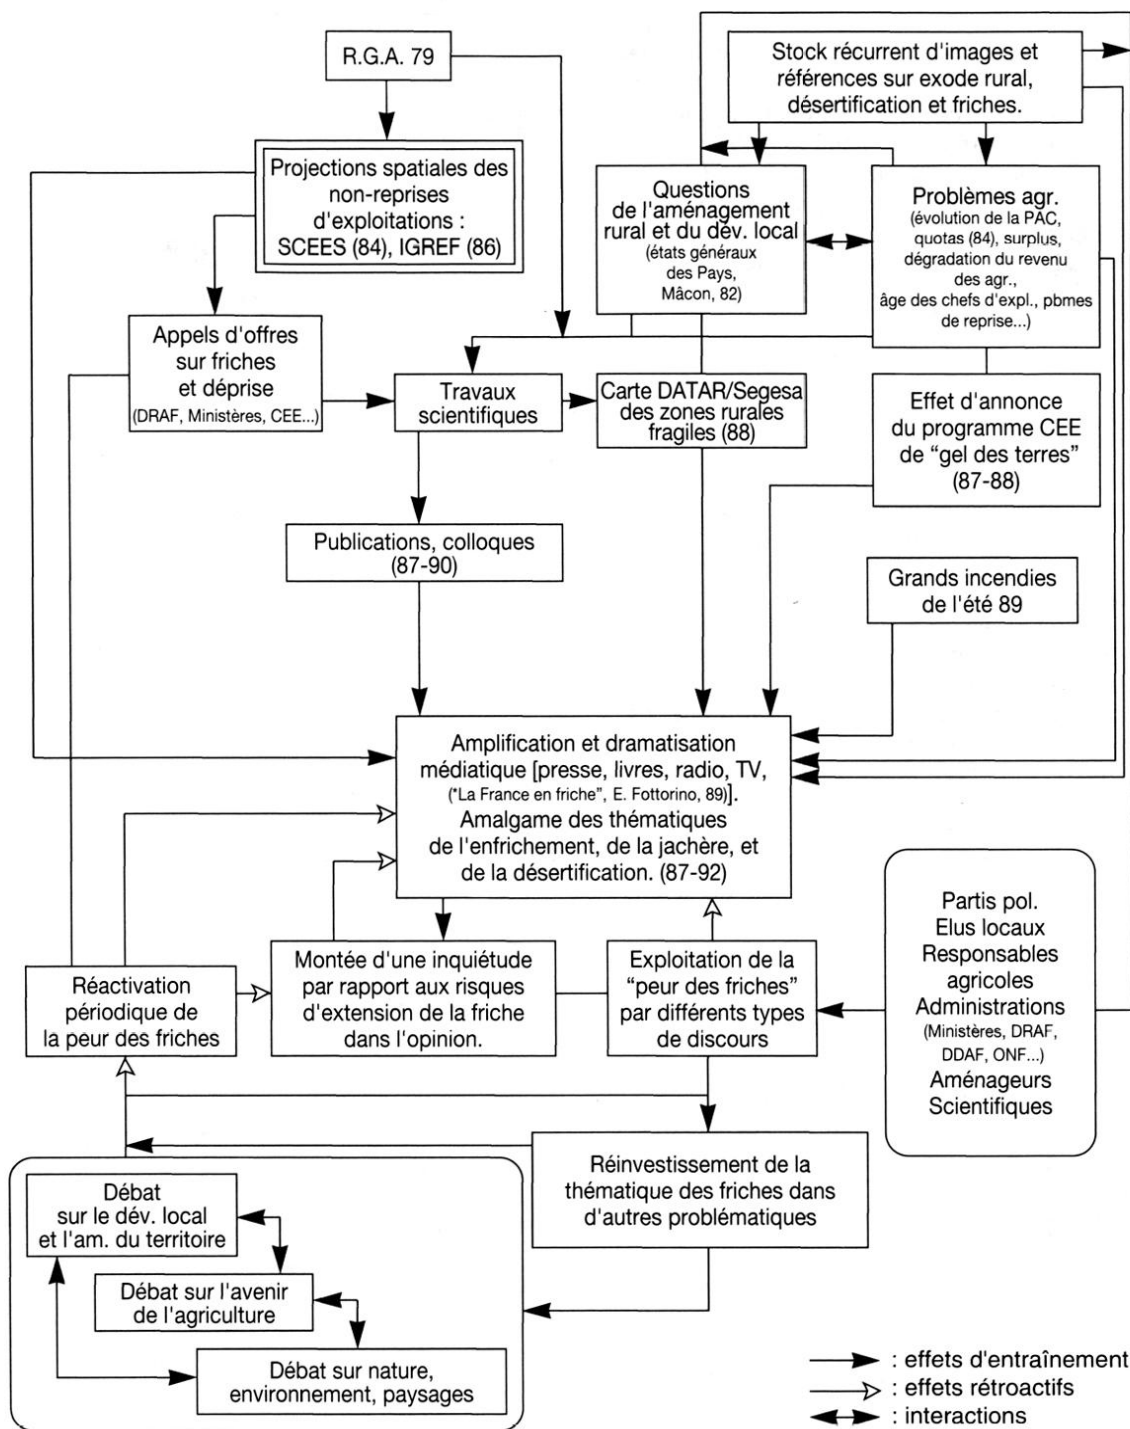 R.G.A. 79
Stock récurrent d'images et
références sur exode rural,
désertification et friches.
Projections spatiales des
non-reprises
d'exploitations :
SCEES (84), IGREF (86)
Questions
de l'aménagement
rural et du dév. local
(états généraux
des Pays,
Mâcon, 82)
Problèmes agr.
(évolution de la PAC,
quotas (84), surplus,
dégradation du revenu
des agr.,
âge des chefs d'expl., pbmes
de reprise...)
Appels d'offres
sur friches
et déprise
(DRAF, Ministères, CEE...)
Travaux
scientifiques
Carte DATAR/Segesa
des zones rurales
fragiles (88)
Effet d'annonce
du programme CEE
de “gel des terres”
(87-88)
Publications, colloques
(87-90)
Grands incendies
de l'été 89
Amplification et dramatisation
médiatique [presse, livres, radio, TV,
("La France en friche", E. Fottorino, 89)].
Amalgame des thématiques
de l'enfrichement, de la jachère, et
de la désertification. (87-92)
Partis pol.
Elus locaux
Responsables
agricoles
Administrations
(Ministères, DRAF,
DDAF, ONF...)
Aménageurs
Scientifiques
Réactivation
périodique de
la peur des friches
Montée d'une inquiétude
par rapport aux risques
d'extension de la friche
dans l'opinion.
Exploitation de la
“peur des friches”
par différents types
de discours
Réinvestissement de la
thématique des friches dans
d'autres problématiques
Débat
sur le dév. local
et l'am. du territoire
Débat sur l'avenir
de l'agriculture
Débat sur nature,
environnement, paysages
: effets d'entraînement
: effets rétroactifs
: interactions